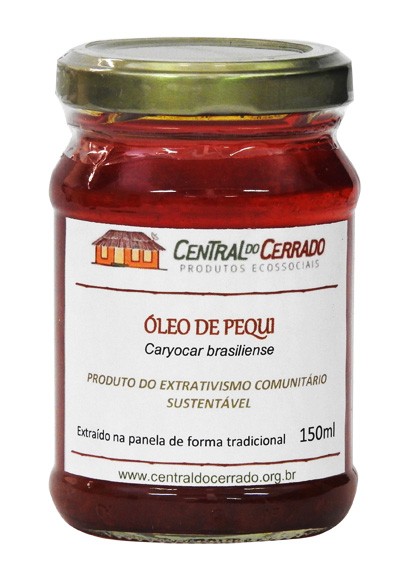 CENTRAL DO CERRADO
PRODUTOS ECOSSOCIAIS
ÓLEO DE PEQUI
Caryocar brasiliense
PRODUTO DO EXTRATIVISMO COMUNITÁRIO
SUSTENTÁVEL
Extraído na panela de forma tradicional 150ml
www.centraldocerrado.org.br